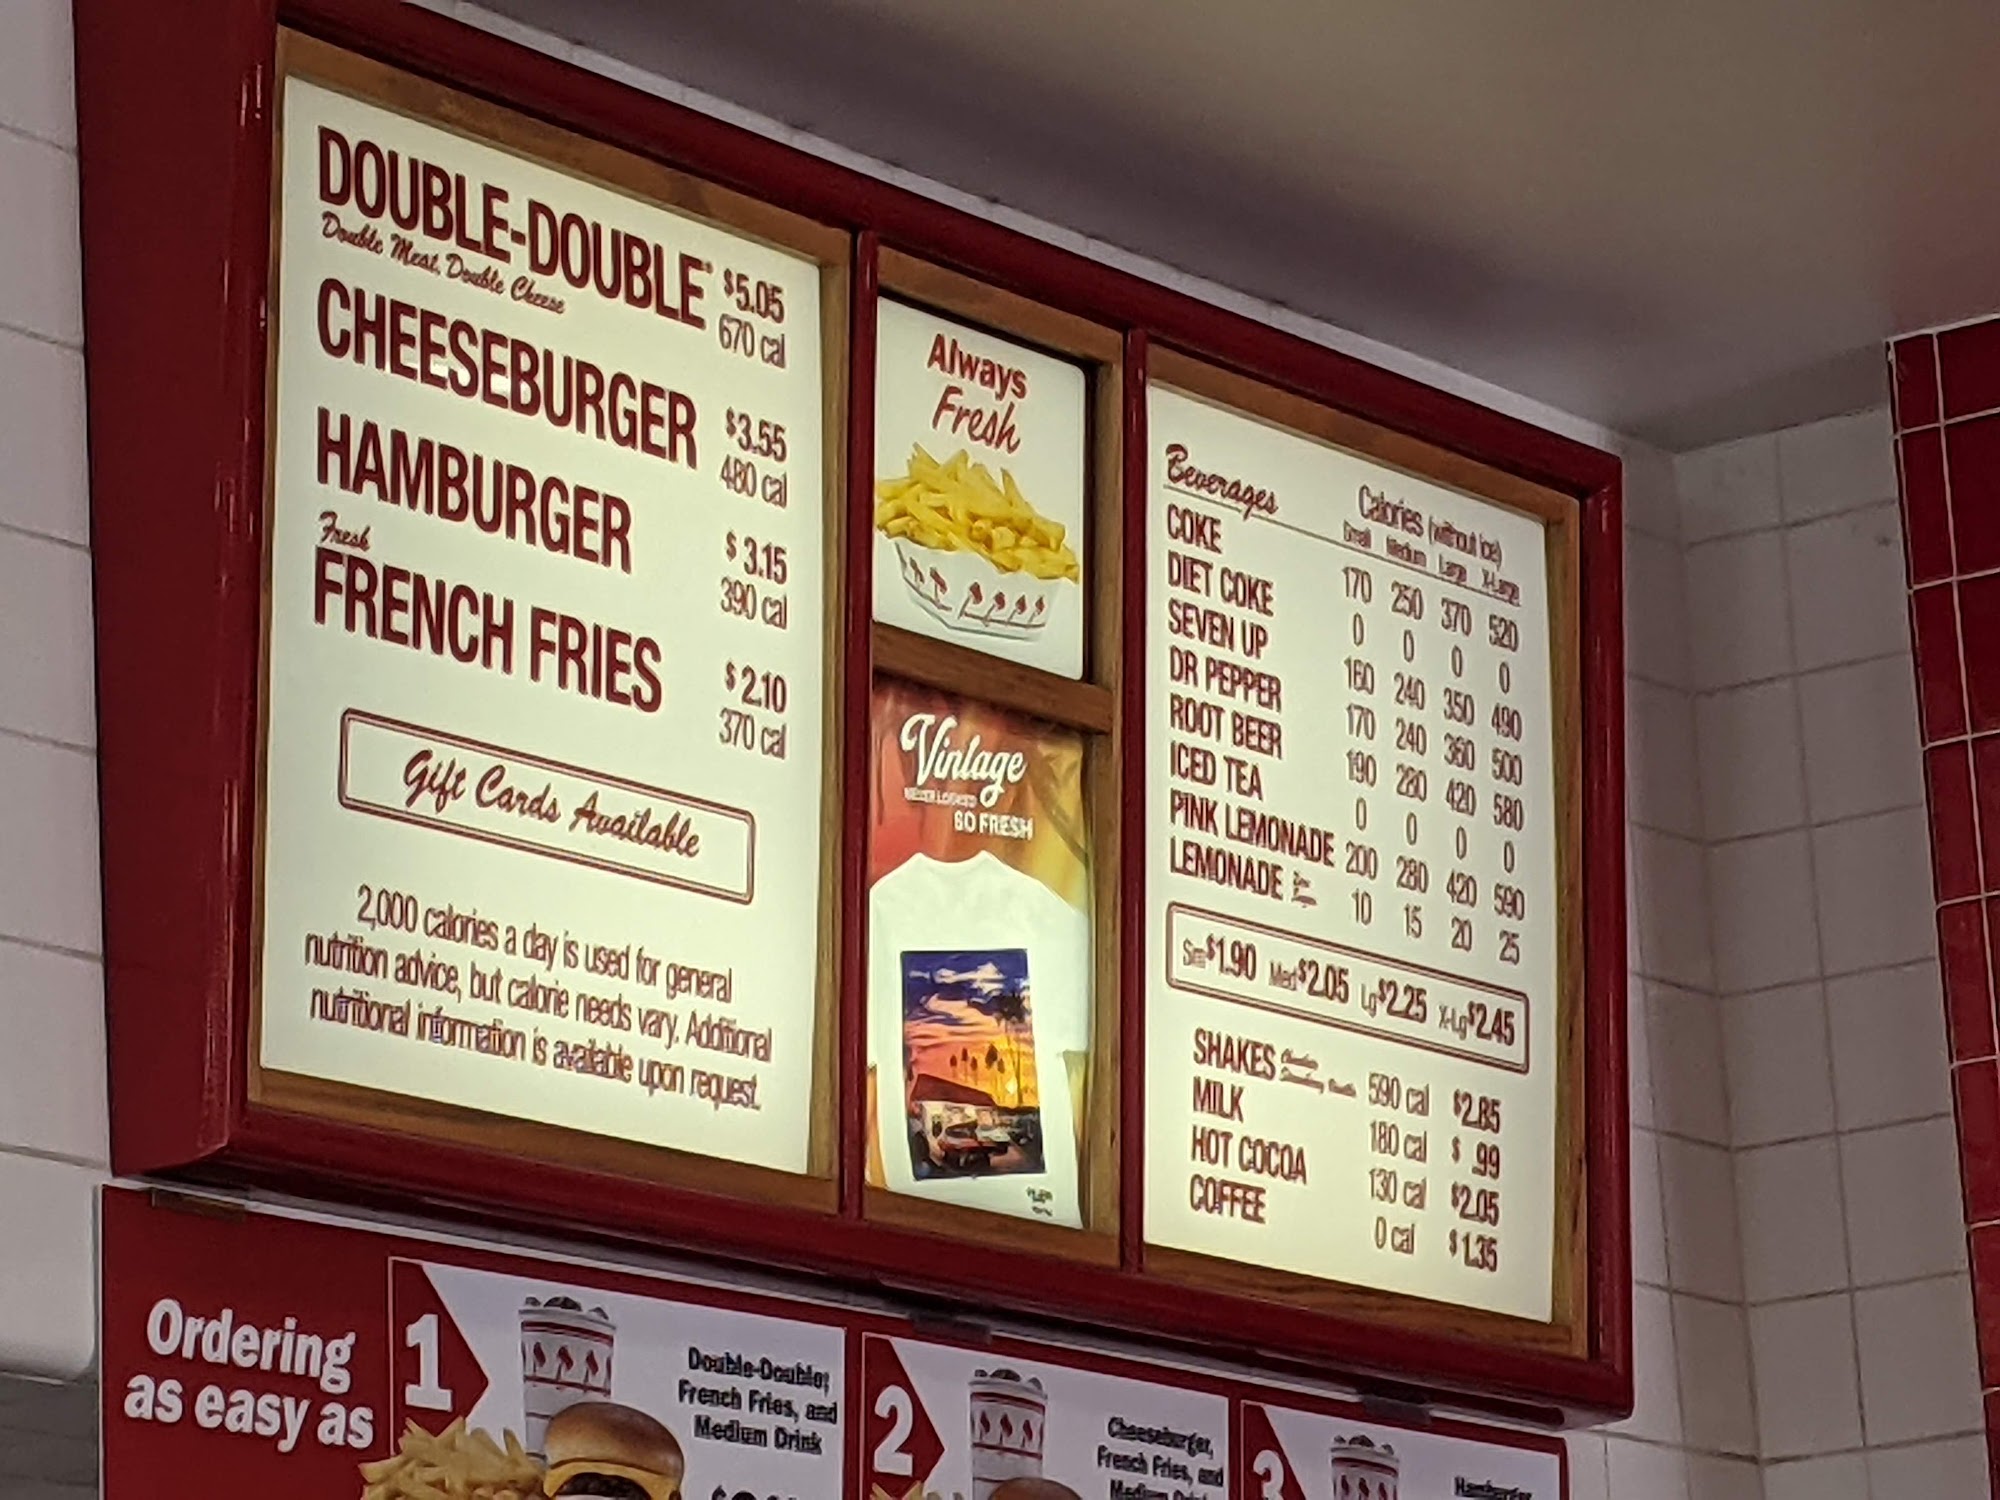 DOUBLE-DOUBLE® $5.05
Double Meat, Double Cheese 670 cal
CHEESEBURGER $3.55
480 cal
HAMBURGER $3.15
390 cal
Fresh
FRENCH FRIES $2.10
370 cal
Gift Cards Available
2,000 calories a day is used for general
nutrition advice, but calorie needs vary. Additional
nutritional information is available upon request.
Always
Fresh
Vintage
NEVER LOOKED
SO FRESH
Beverages Calories (without ice)
Small Medium Large X-Large
COKE 170 250 370 520
DIET COKE 0 0 0 0
SEVEN UP 160 240 350 490
DR PEPPER 170 240 360 500
ROOT BEER 190 280 420 580
ICED TEA 0 0 0 0
PINK LEMONADE 200 280 420 590
LEMONADE 10 15 20 25
Sm$1.90 Med$2.05 Lg$2.25 X-Lg$2.45
SHAKES 590 cal $2.85
MILK 180 cal $.99
HOT COCOA 130 cal $2.05
COFFEE 0 cal $1.35
Ordering
as easy as
1
Double-Double,
French Fries, and
Medium Drink
2
Cheeseburger,
French Fries, and
Medium Drink
3
Hamburger